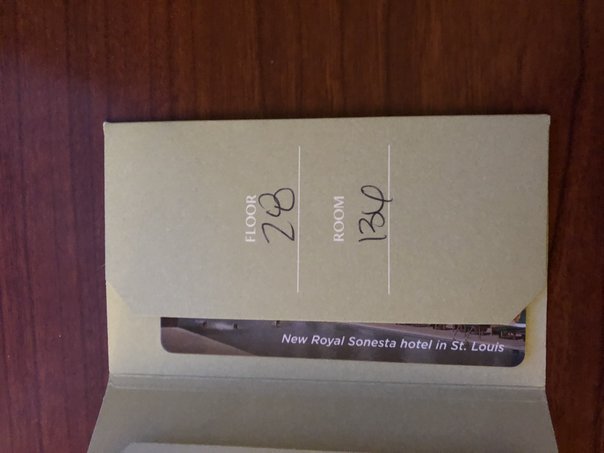 FLOOR
28
ROOM
134
New Royal Sonesta hotel in St. Louis